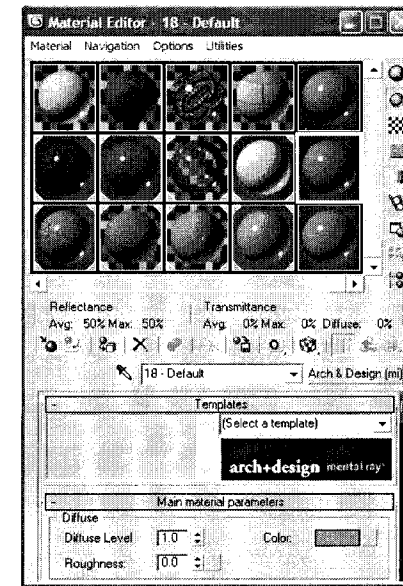 Material Editor - 18 - Default
Material Navigation Options Utilities
Reflectance
Transmittance
Avg: 50% Max: 50% Avg: 0% Max: 0% Diffuse: 0%
18 - Default
Arch & Design (mi)
- Templates
(Select a template)
arch+design mental ray
- Main material parameters
Diffuse
Diffuse Level 1.0 Color:
Roughness: 0.0